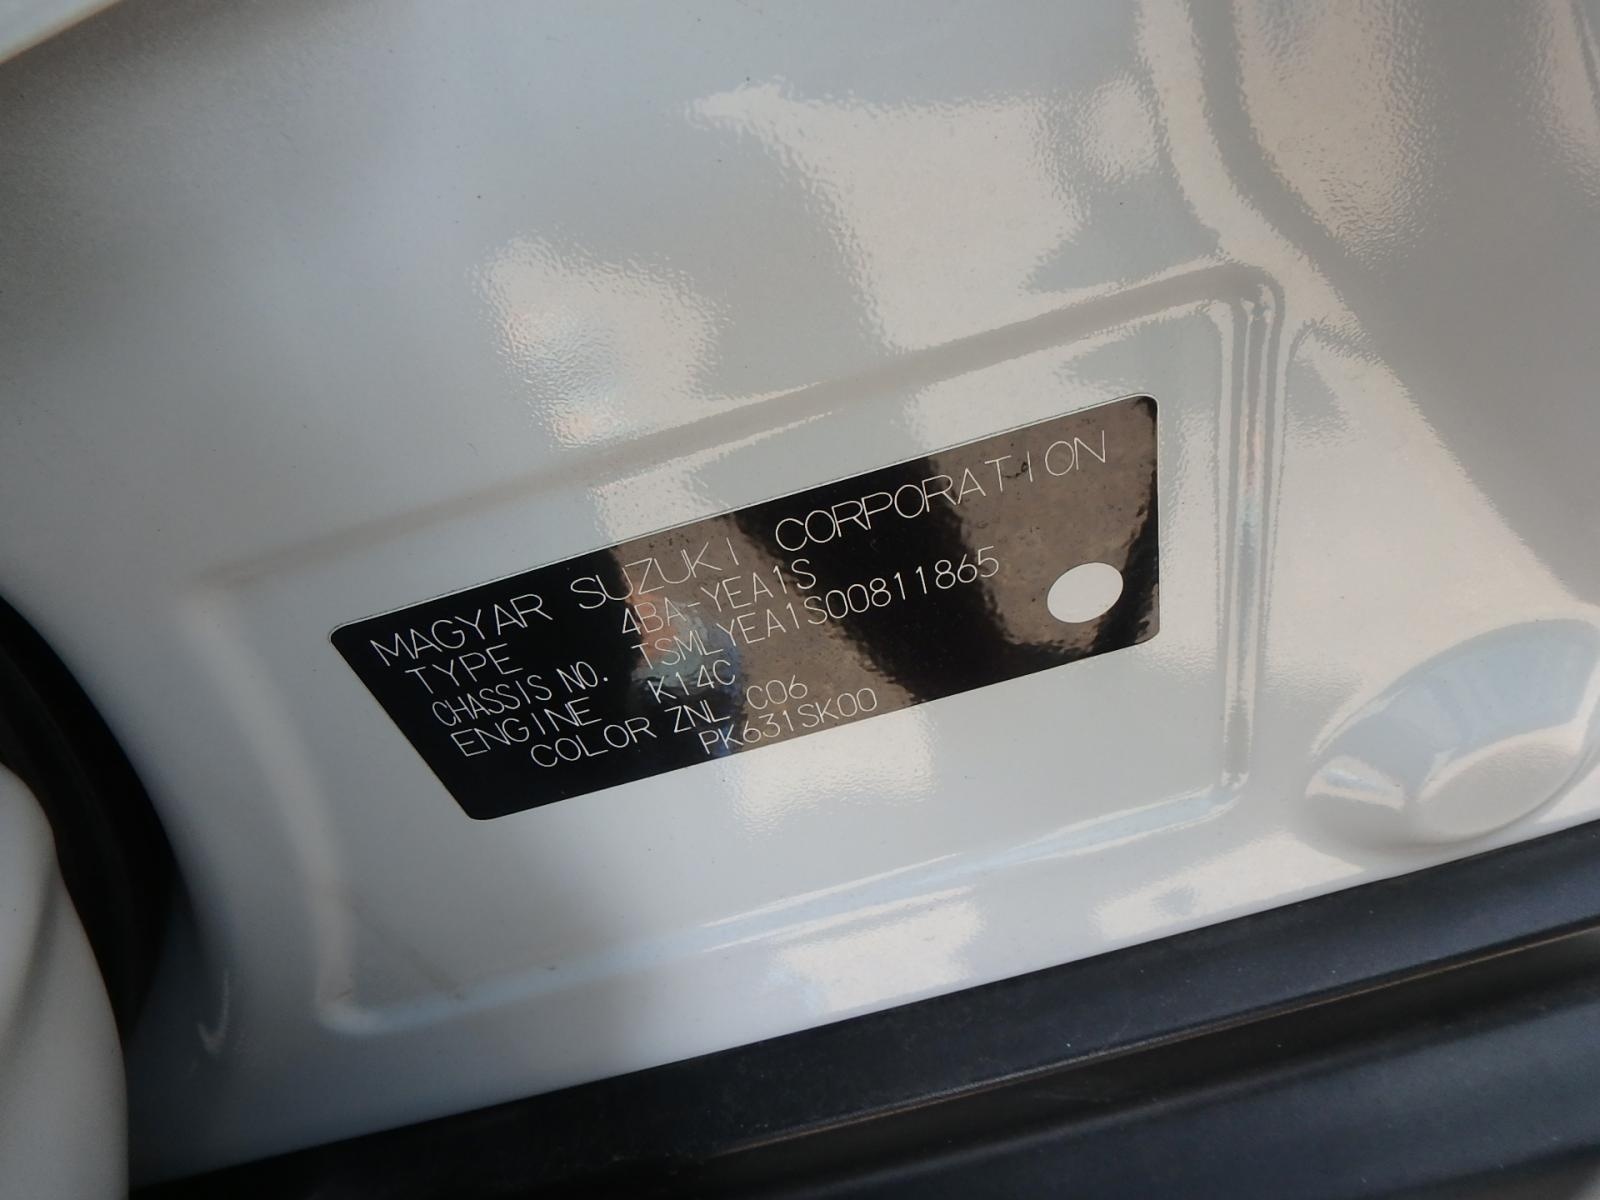 MAGYAR SUZUKI CORPORATION
TYPE 4BA-YEA1S
CHASSIS NO. TSMLYEA1S00811865
ENGINE K14C
COLOR ZNL C06
PK631SK00